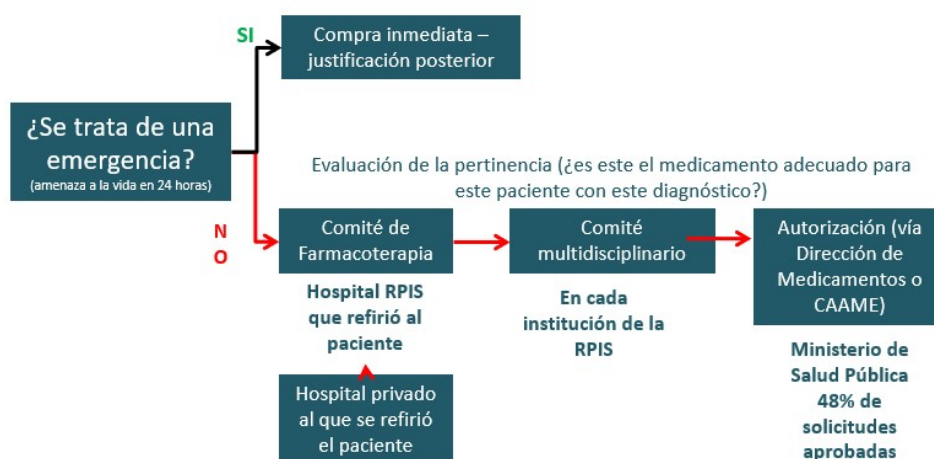 SI
Compra inmediata –
justificación posterior
¿Se trata de una
emergencia?
(amenaza a la vida en 24 horas)
Evaluación de la pertinencia (¿es este el medicamento adecuado para
este paciente con este diagnóstico?)
N
O
Comité de
Farmacoterapia
Comité
multidisciplinario
Autorización (vía
Dirección de
Medicamentos o
CAAME)
Hospital RPIS
que refirió al
paciente
En cada
institución de la
RPIS
Ministerio de
Salud Pública
48% de
solicitudes
aprobadas
Hospital privado
al que se refirió
el paciente